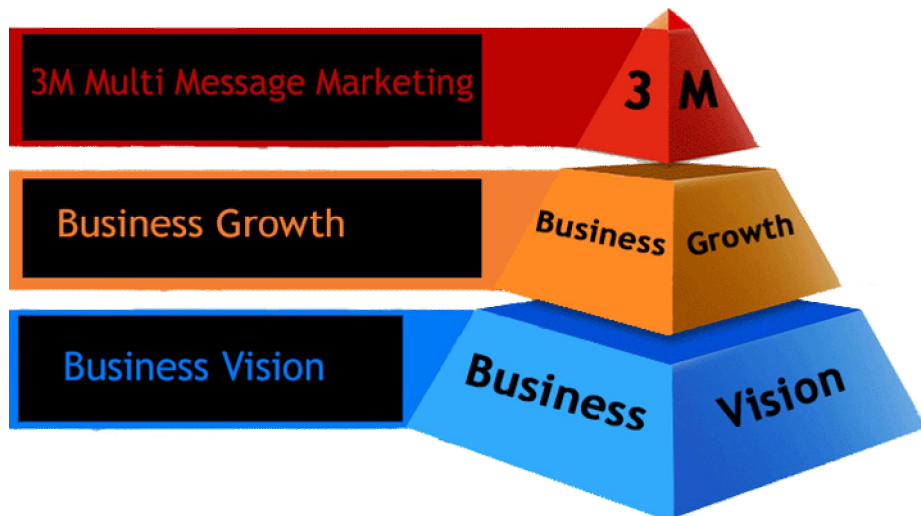 3M Multi Message Marketing
3 M
Business Growth
Business Growth
Business Vision
Business Vision